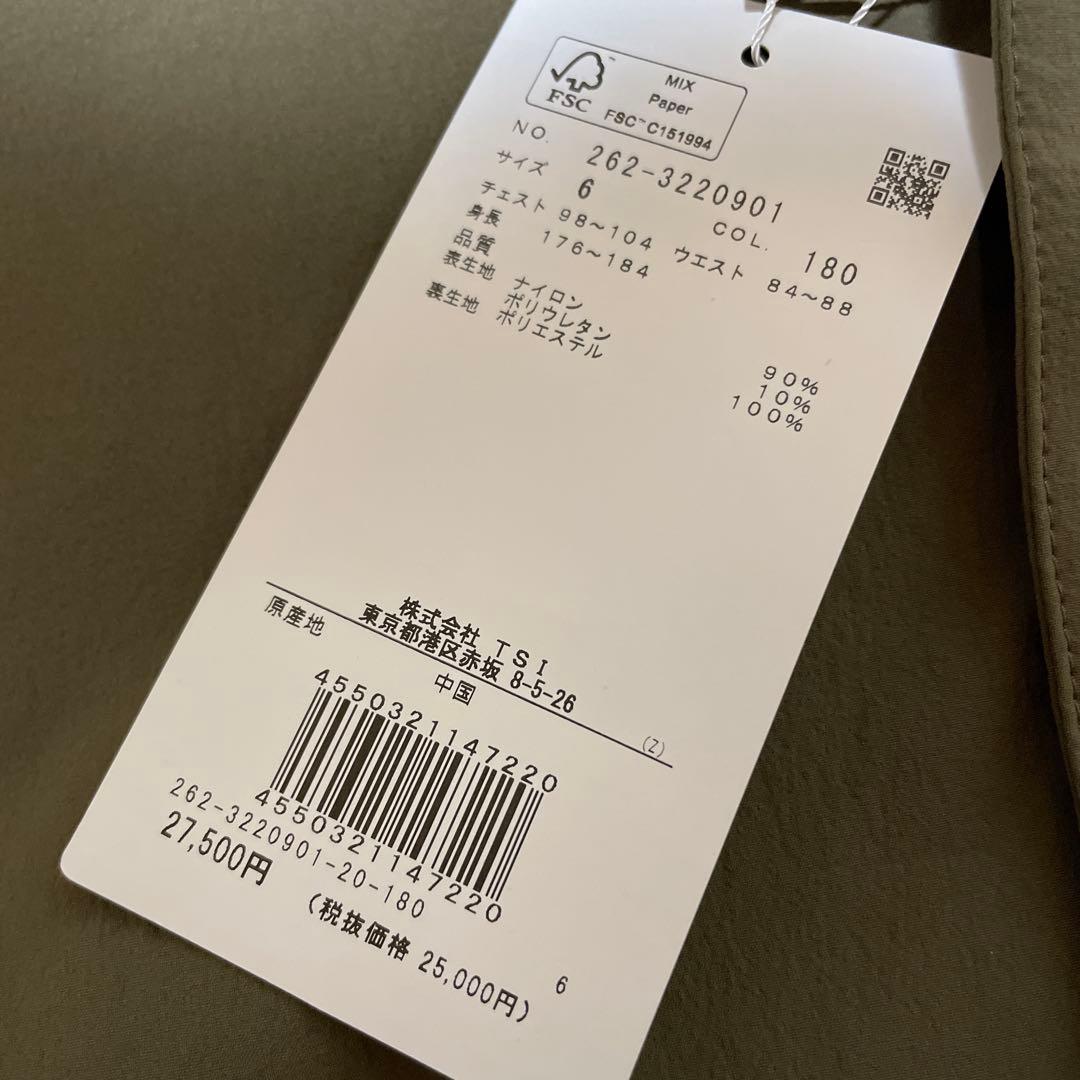 FSC™
MIX
Paper
FSC™C151994
NO. 262-3220901
サイズ 6 COL. 180
チェスト 98～104 ウエスト 84～88
身長 176～184
品質
表生地 ナイロン 90%
ポリウレタン 10%
裏生地 ポリエステル 100%
株式会社 TSI
東京都港区赤坂 8-5-26
原産地 中国
(Z)
4550321147220
4550321147220
262-3220901-20-180
27,500円
(税抜価格 25,000円)
6